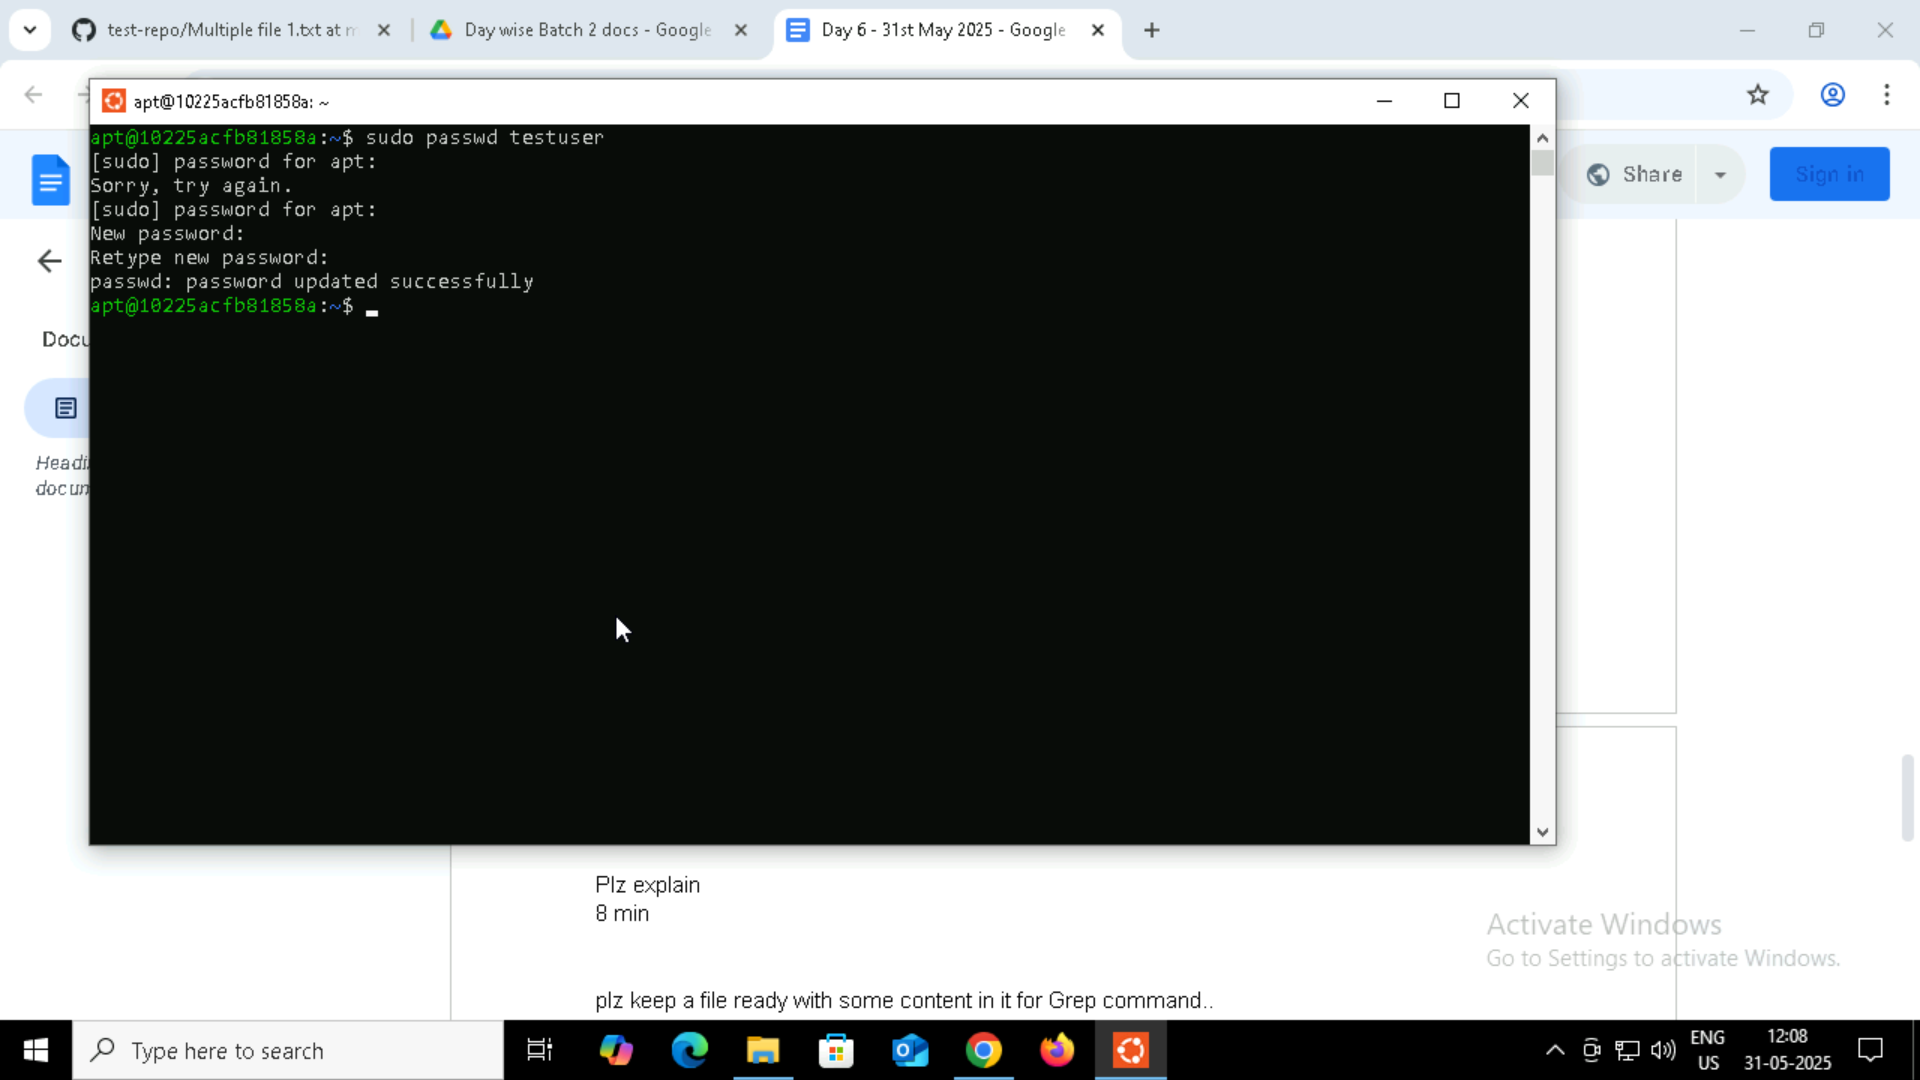 test-repo/Multiple file 1.txt at m
Day wise Batch 2 docs - Google
Day 6 - 31st May 2025 - Google
apt@10225acfb81858a: ~
Share
Sign in
apt@10225acfb81858a:~$ sudo passwd testuser
[sudo] password for apt:
Sorry, try again.
[sudo] password for apt:
New password:
Retype new password:
passwd: password updated successfully
apt@10225acfb81858a:~$
Docu
Headi
docun
Plz explain
8 min
plz keep a file ready with some content in it for Grep command..
Activate Windows
Go to Settings to activate Windows.
Type here to search
ENG
US
12:08
31-05-2025